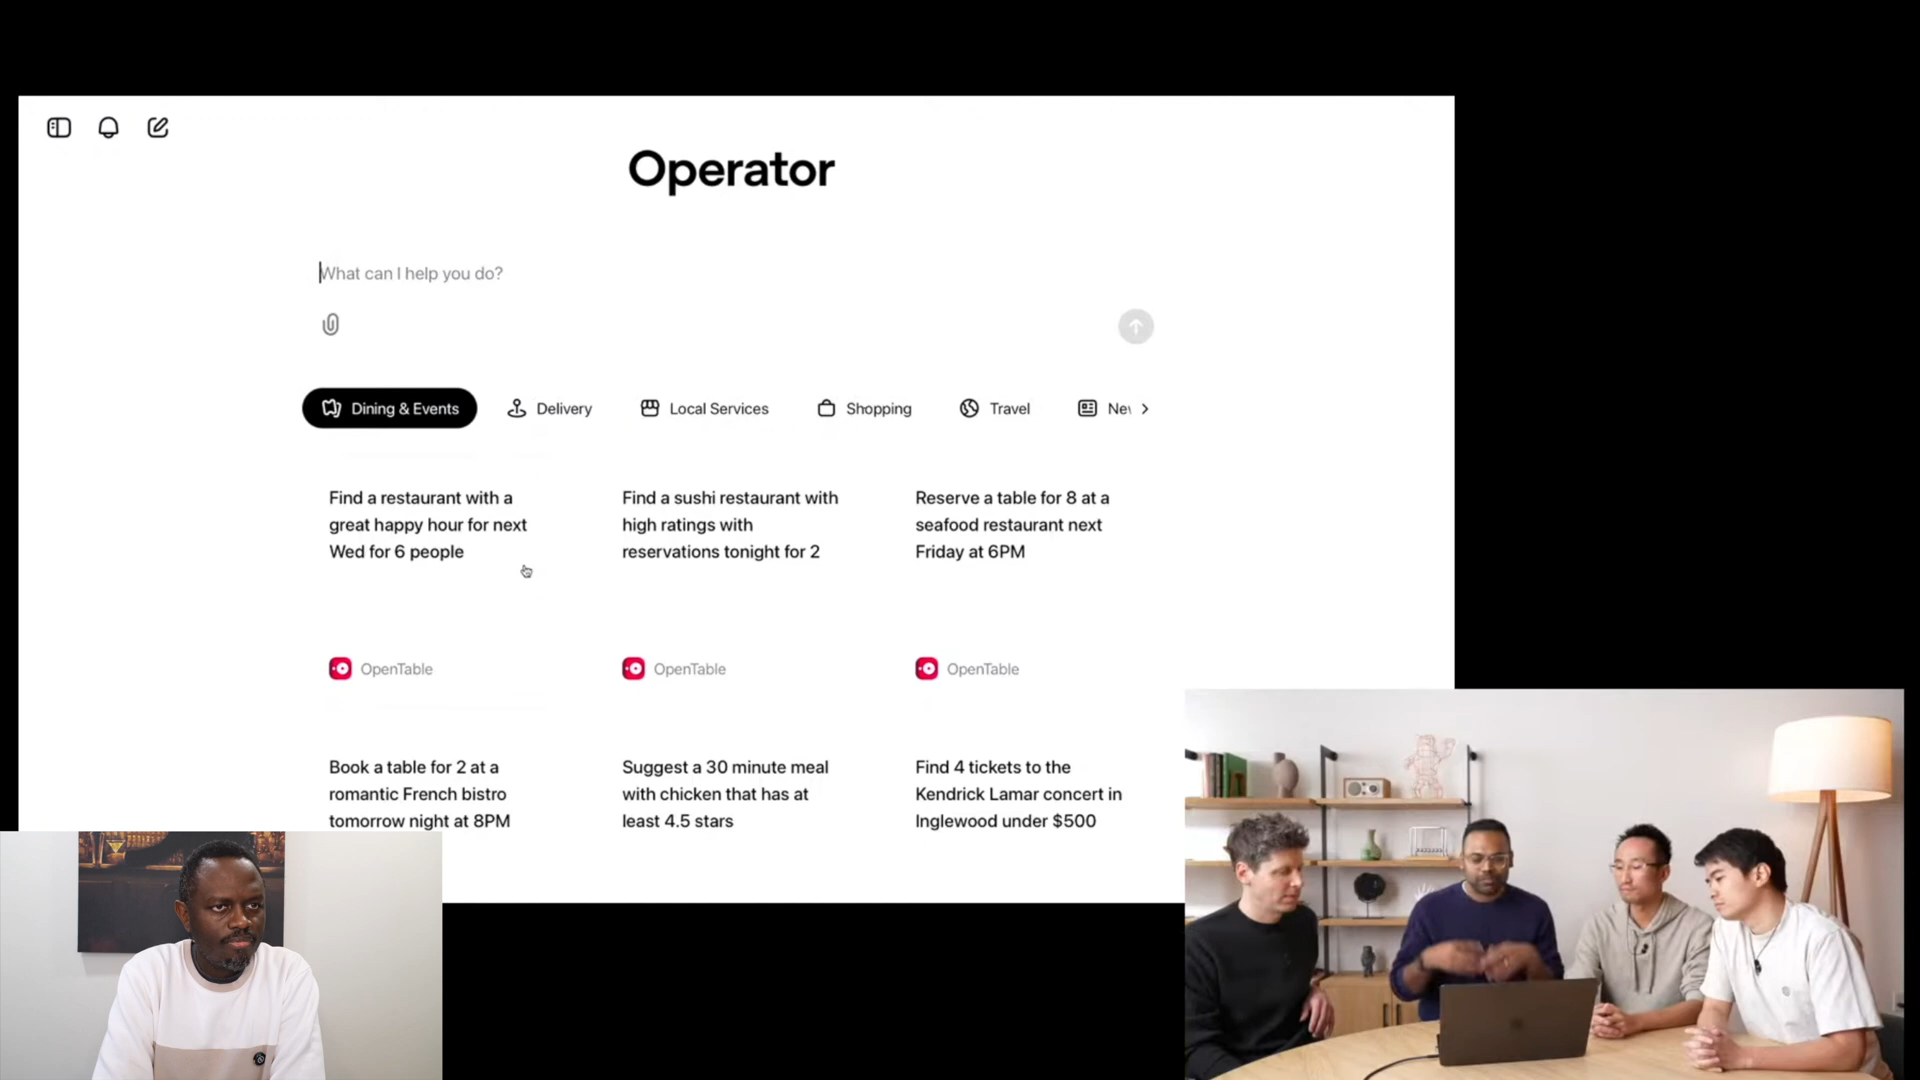 Operator
What can I help you do?
Dining & Events
Delivery
Local Services
Shopping
Travel
Find a restaurant with a
great happy hour for next
Wed for 6 people
Find a sushi restaurant with
high ratings with
reservations tonight for 2
Reserve a table for 8 at a
seafood restaurant next
Friday at 6PM
OpenTable
OpenTable
OpenTable
Book a table for 2 at a
romantic French bistro
tomorrow night at 8PM
Suggest a 30 minute meal
with chicken that has at
least 4.5 stars
Find 4 tickets to the
Kendrick Lamar concert in
Inglewood under $500